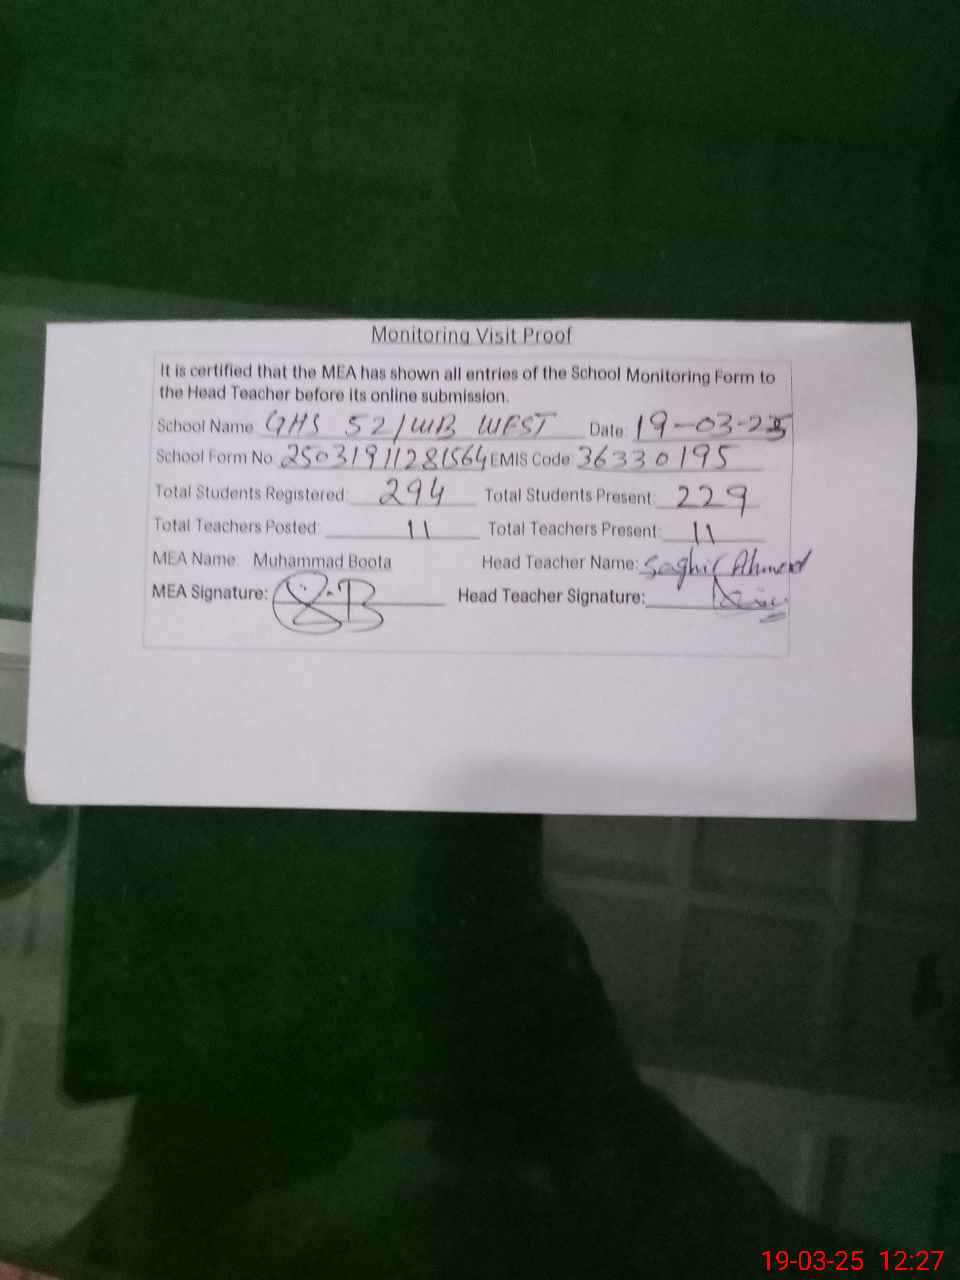 Monitoring Visit Proof
It is certified that the MEA has shown all entries of the School Monitoring Form to
the Head Teacher before its online submission.
School Name: GHS 52/WB WEST Date: 19-03-25
School Form No 25031911281564 EMIS Code 36330195
Total Students Registered: 294 Total Students Present: 229
Total Teachers Posted: 11 Total Teachers Present: 11
MEA Name: Muhammad Boota Head Teacher Name: Saghir Ahmed
MEA Signature: Head Teacher Signature:
19-03-25 12:27